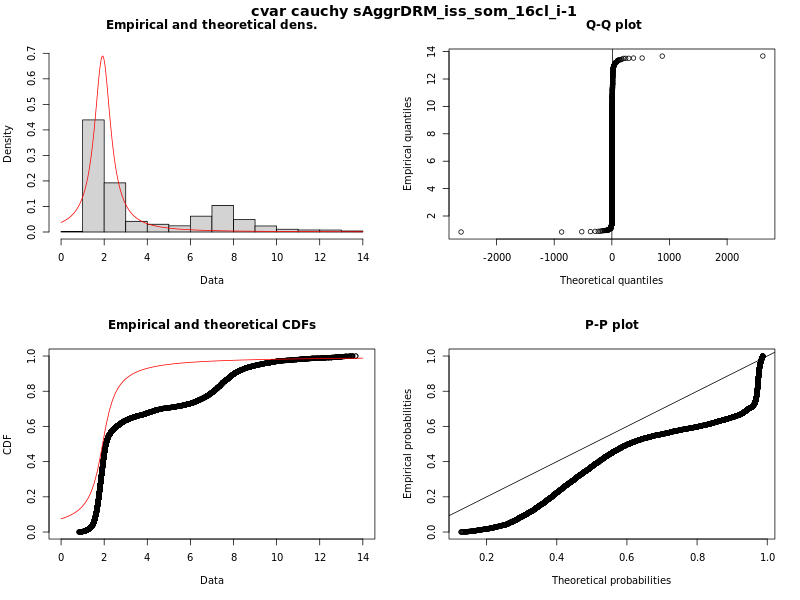 cvar cauchy sAggrDRM_iss_som_16cl_i-1
Empirical and theoretical dens.
Density
0.0 0.1 0.2 0.3 0.4 0.5 0.6 0.7
0 2 4 6 8 10 12 14
Data
Q-Q plot
Empirical quantiles
2 4 6 8 10 12 14
-2000 -1000 0 1000 2000
Theoretical quantiles
Empirical and theoretical CDFs
CDF
0.0 0.2 0.4 0.6 0.8 1.0
0 2 4 6 8 10 12 14
Data
P-P plot
Empirical probabilities
0.0 0.2 0.4 0.6 0.8 1.0
0.2 0.4 0.6 0.8 1.0
Theoretical probabilities